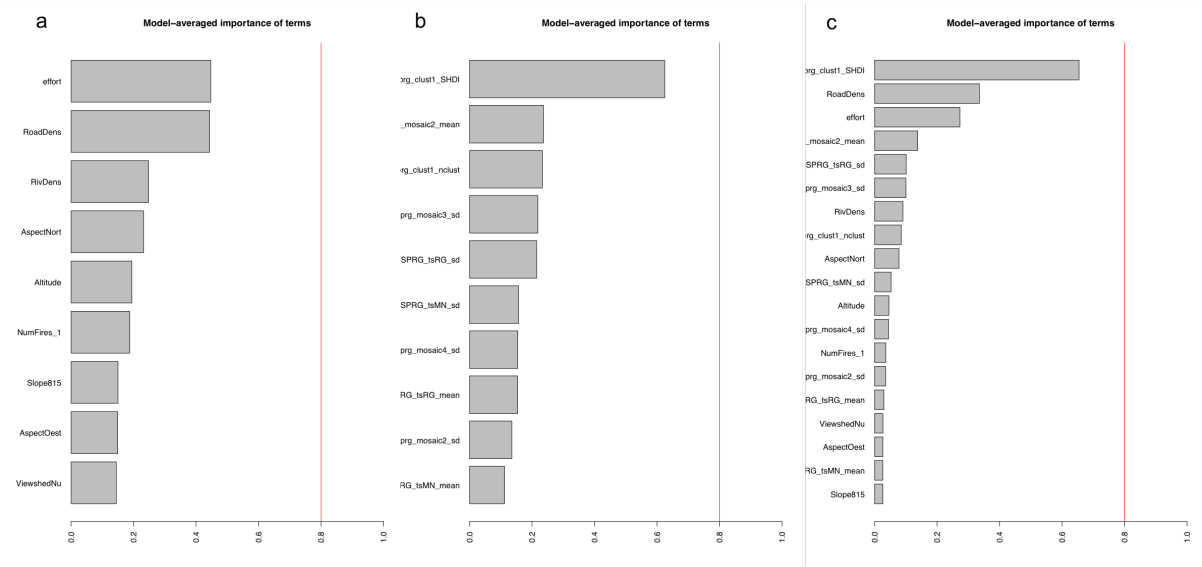 a
Model-averaged importance of terms
effort
RoadDens
RivDens
AspectNort
Altitude
NumFires_1
Slope815
AspectOest
ViewshedNu
0.0 0.2 0.4 0.6 0.8 1.0
b
Model-averaged importance of terms
prg_clust1_SHDI
_mosaic2_mean
rg_clust1_nclust
prg_mosaic3_sd
SPRG_tsRG_sd
SPRG_tsMN_sd
prg_mosaic4_sd
RG_tsRG_mean
prg_mosaic2_sd
RG_tsMN_mean
0.0 0.2 0.4 0.6 0.8 1.0
c
Model-averaged importance of terms
prg_clust1_SHDI
RoadDens
effort
_mosaic2_mean
SPRG_tsRG_sd
prg_mosaic3_sd
RivDens
rg_clust1_nclust
AspectNort
SPRG_tsMN_sd
Altitude
prg_mosaic4_sd
NumFires_1
prg_mosaic2_sd
RG_tsRG_mean
ViewshedNu
AspectOest
RG_tsMN_mean
Slope815
0.0 0.2 0.4 0.6 0.8 1.0